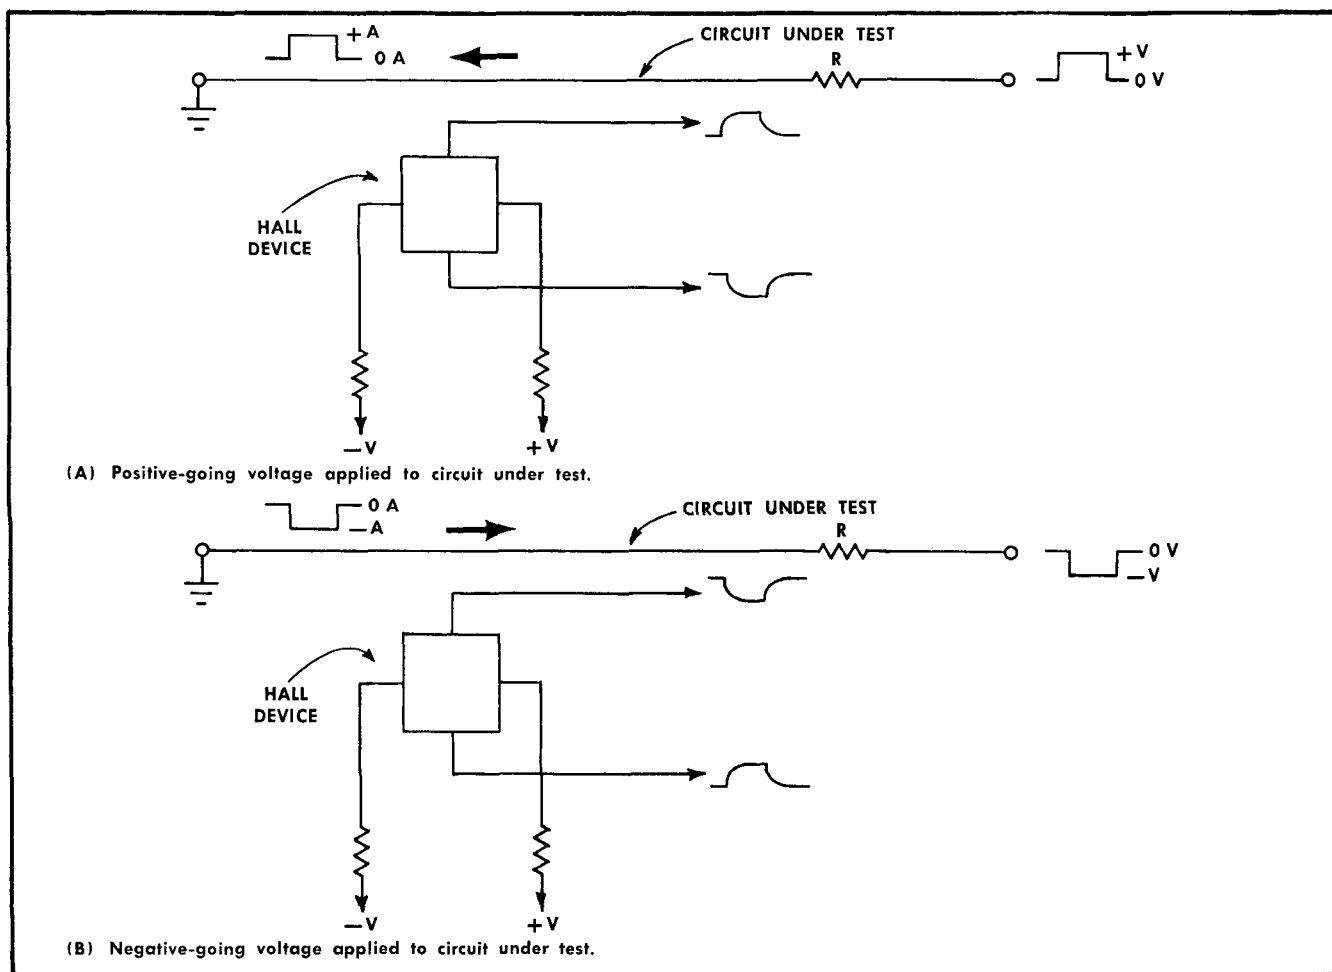 CIRCUIT UNDER TEST
+ A
0 A
R
+ V
0 V
HALL
DEVICE
— V
+ V
(A) Positive-going voltage applied to circuit under test.
CIRCUIT UNDER TEST
0 A
— A
R
0 V
— V
HALL
DEVICE
— V
+ V
(B) Negative-going voltage applied to circuit under test.